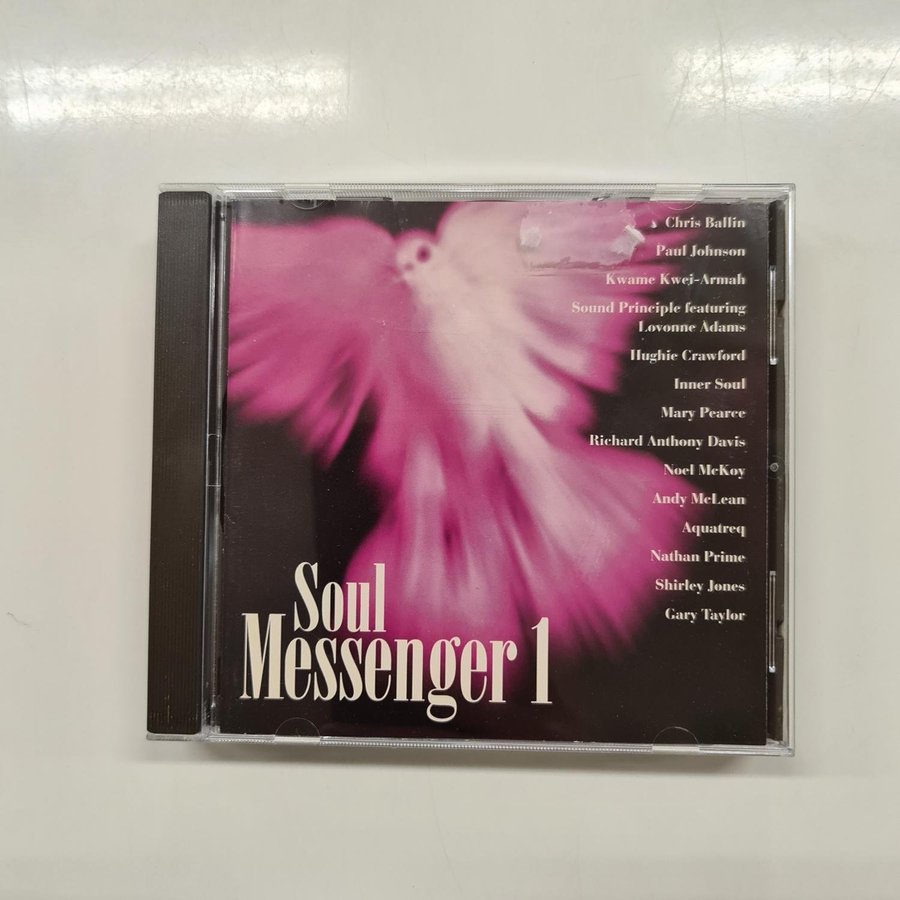 Chris Ballin
Paul Johnson
Kwame Kwei-Armah
Sound Principle featuring
Lovonne Adams
Hughie Crawford
Inner Soul
Mary Pearce
Richard Anthony Davis
Noel McKoy
Andy McLean
Aquatreq
Nathan Prime
Shirley Jones
Gary Taylor
Soul
Messenger 1